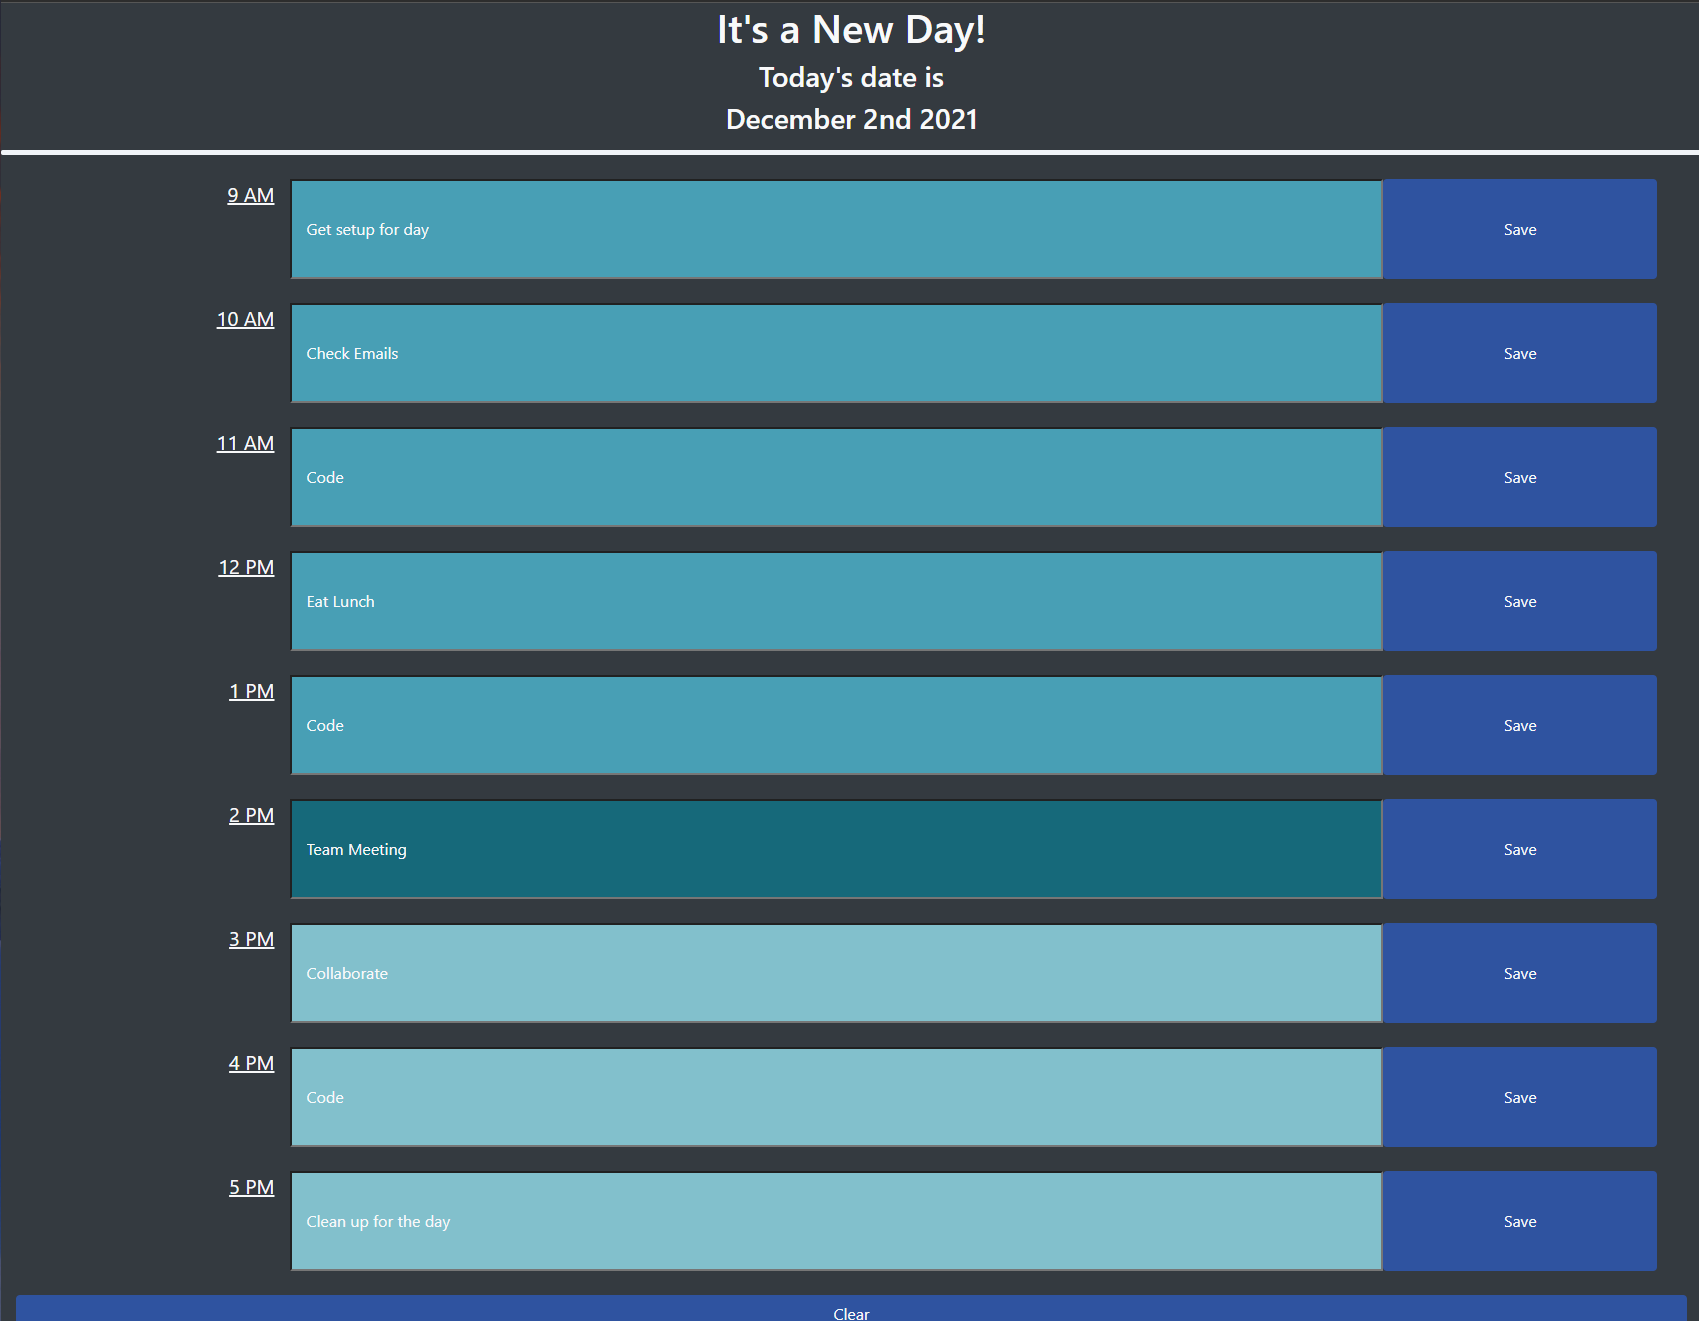 It's a New Day!
Today's date is
December 2nd 2021
9 AM
Get setup for day
Save
10 AM
Check Emails
Save
11 AM
Code
Save
12 PM
Eat Lunch
Save
1 PM
Code
Save
2 PM
Team Meeting
Save
3 PM
Collaborate
Save
4 PM
Code
Save
5 PM
Clean up for the day
Save
Clear